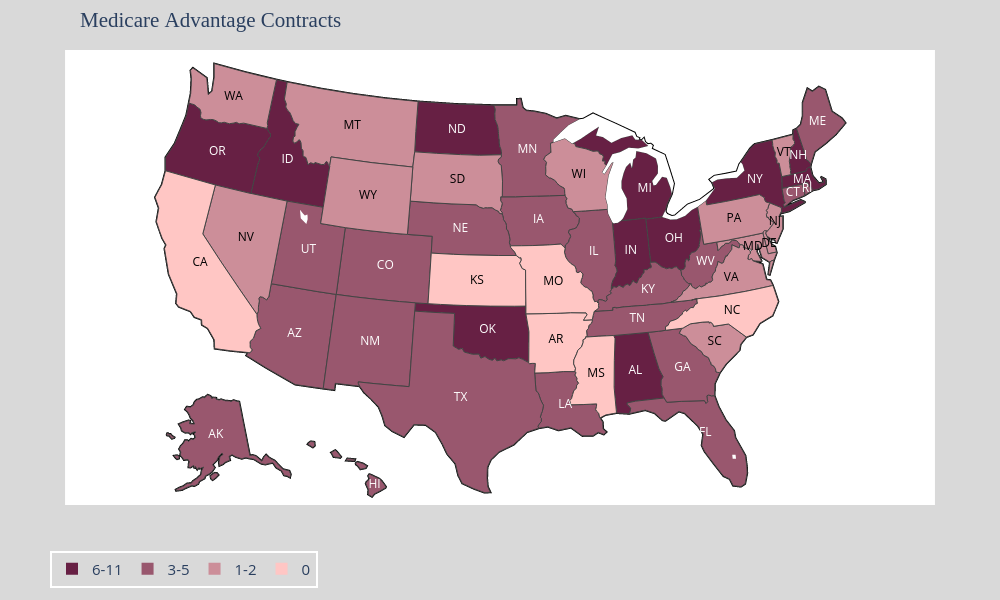 Medicare Advantage Contracts
WA
MT
ND
MN
ME
OR
ID
WY
SD
WI
MI
NY
VT
NH
MA
CT
RI
NV
UT
CO
NE
IA
IL
IN
OH
PA
NJ
MD
DE
WV
VA
CA
KS
MO
KY
NC
AZ
NM
OK
AR
TN
SC
TX
LA
MS
AL
GA
FL
AK
HI
6-11 3-5 1-2 0